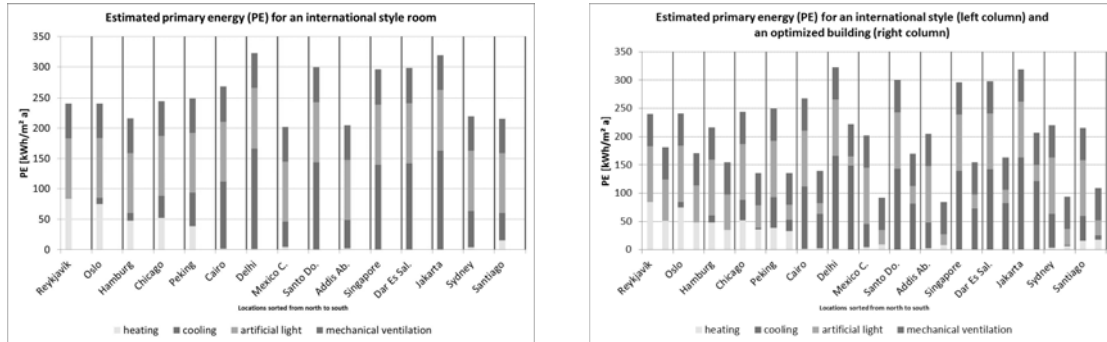 Estimated primary energy (PE) for an international style room
PE [kWh/m² a]
350
300
250
200
150
100
50
0
Reykjavik
Oslo
Hamburg
Chicago
Peking
Cairo
Delhi
Mexico C.
Santo Do.
Addis Ab.
Singapore
Dar Es Sal.
Jakarta
Sydney
Santiago
Locations sorted from north to south
heating cooling artificial light mechanical ventilation
Estimated primary energy (PE) for an international style (left column) and
an optimized building (right column)
PE [kWh/m² a]
350
300
250
200
150
100
50
0
Reykjavik
Oslo
Hamburg
Chicago
Peking
Cairo
Delhi
Mexico C.
Santo Do.
Addis Ab.
Singapore
Dar Es Sal.
Jakarta
Sydney
Santiago
Locations sorted from north to south
heating cooling artificial light mechanical ventilation